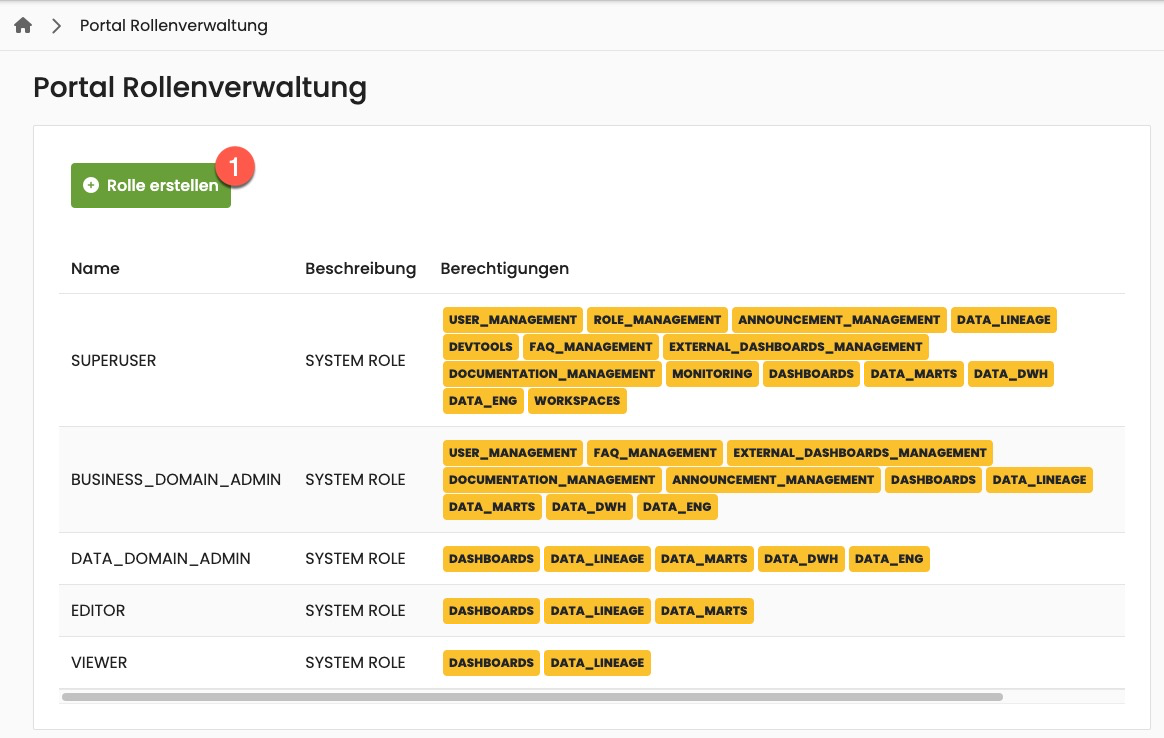 Portal Rollenverwaltung
Portal Rollenverwaltung
Rolle erstellen 1
Name Beschreibung Berechtigungen
USER_MANAGEMENT ROLE_MANAGEMENT ANNOUNCEMENT_MANAGEMENT DATA_LINEAGE
DEVTOOLS FAQ_MANAGEMENT EXTERNAL_DASHBOARDS_MANAGEMENT
SUPERUSER SYSTEM ROLE
DOCUMENTATION_MANAGEMENT MONITORING DASHBOARDS DATA_MARTS DATA_DWH
DATA_ENG WORKSPACES
USER_MANAGEMENT FAQ_MANAGEMENT EXTERNAL_DASHBOARDS_MANAGEMENT
BUSINESS_DOMAIN_ADMIN SYSTEM ROLE DOCUMENTATION_MANAGEMENT ANNOUNCEMENT_MANAGEMENT DASHBOARDS DATA_LINEAGE
DATA_MARTS DATA_DWH DATA_ENG
DATA_DOMAIN_ADMIN SYSTEM ROLE DASHBOARDS DATA_LINEAGE DATA_MARTS DATA_DWH DATA_ENG
EDITOR SYSTEM ROLE DASHBOARDS DATA_LINEAGE DATA_MARTS
VIEWER SYSTEM ROLE DASHBOARDS DATA_LINEAGE